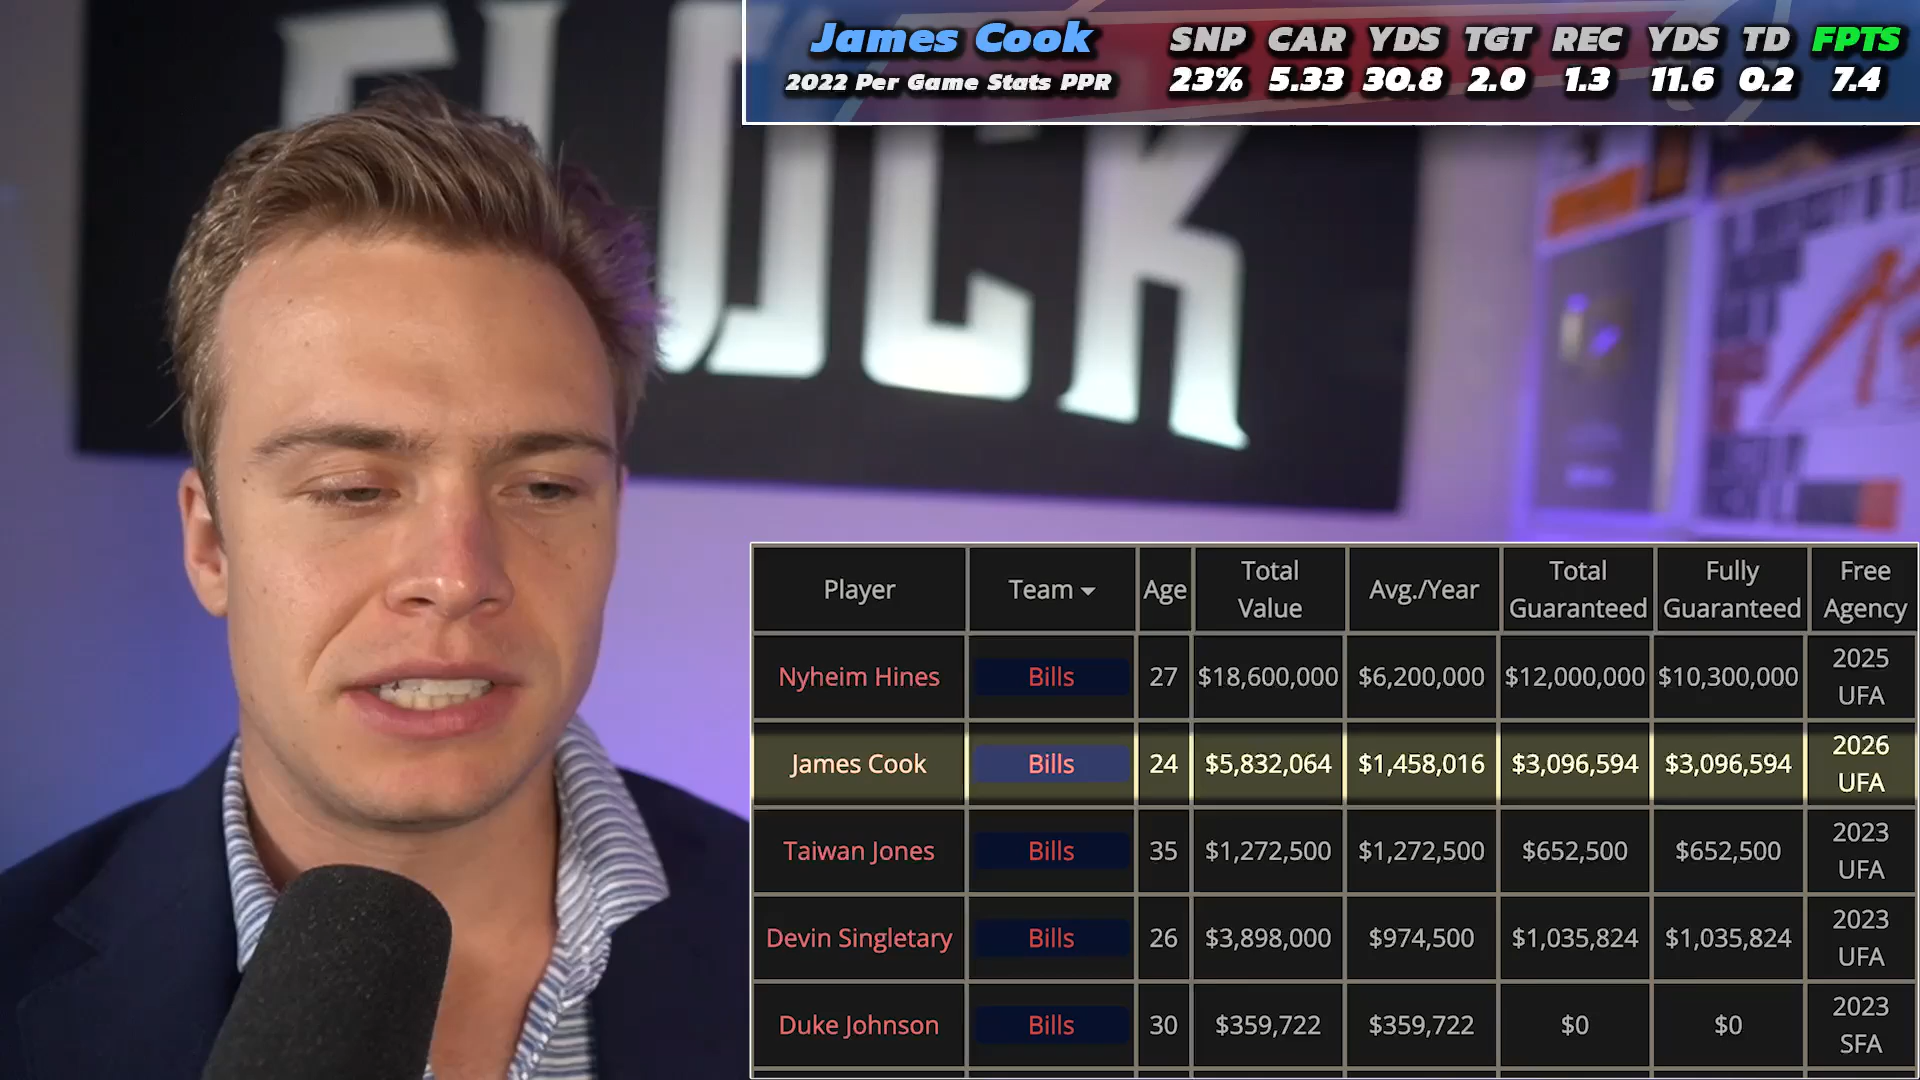 James Cook
2022 Per Game Stats PPR
SNP CAR YDS TGT REC YDS TD FPTS
23% 5.33 30.8 2.0 1.3 11.6 0.2 7.4
Player Team Age Total Value Avg./Year Total Guaranteed Fully Guaranteed Free Agency
Nyheim Hines Bills 27 $18,600,000 $6,200,000 $12,000,000 $10,300,000 2025 UFA
James Cook Bills 24 $5,832,064 $1,458,016 $3,096,594 $3,096,594 2026 UFA
Taiwan Jones Bills 35 $1,272,500 $1,272,500 $652,500 $652,500 2023 UFA
Devin Singletary Bills 26 $3,898,000 $974,500 $1,035,824 $1,035,824 2023 UFA
Duke Johnson Bills 30 $359,722 $359,722 $0 $0 2023 SFA